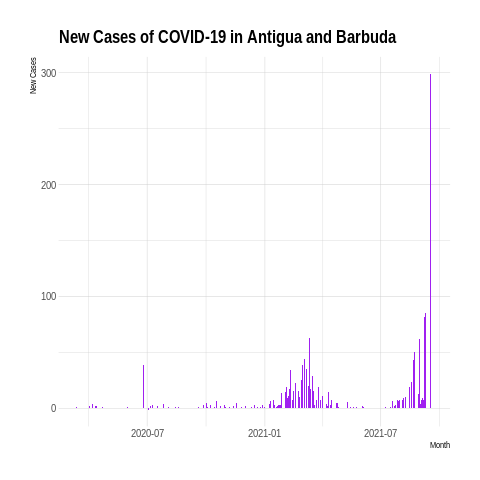 New Cases of COVID-19 in Antigua and Barbuda
New Cases
300
200
100
0
2020-07 2021-01 2021-07
Month